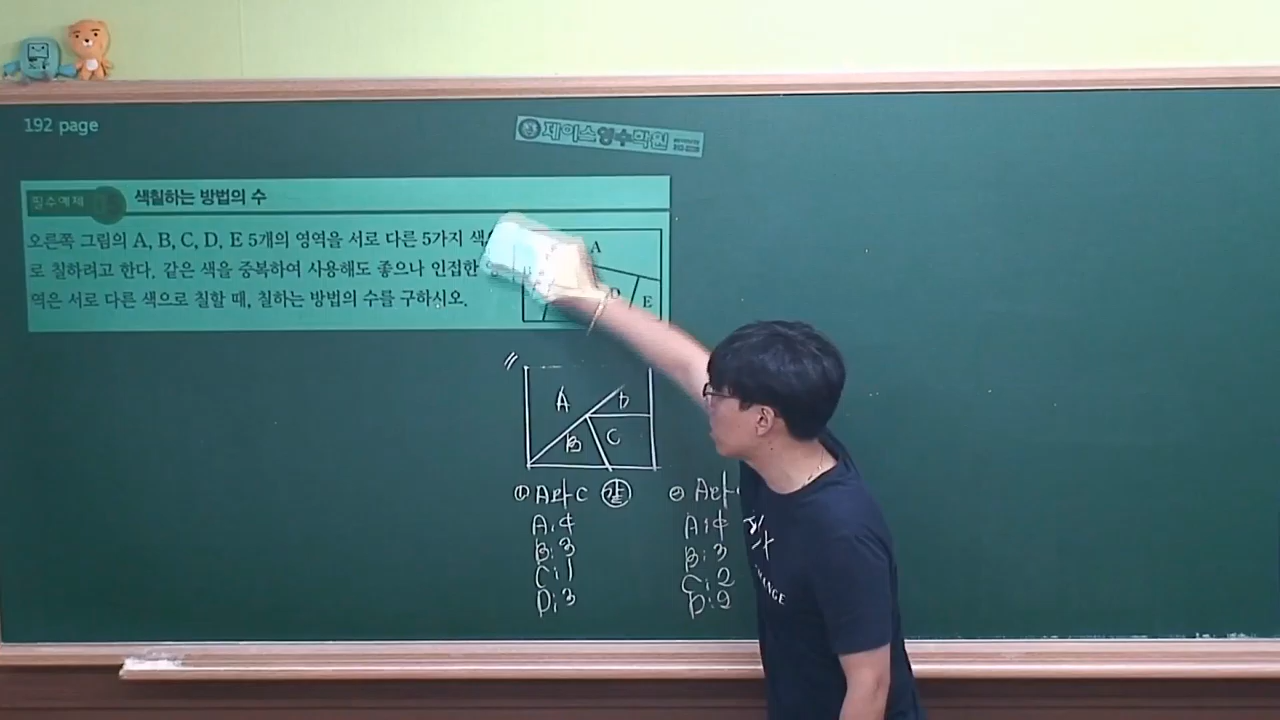 192 page
제이스영수학원
필수예제
색칠하는 방법의 수
오른쪽 그림의 A, B, C, D, E 5개의 영역을 서로 다른 5가지 색
로 칠하려고 한다. 같은 색을 중복하여 사용해도 좋으나 인접한
역은 서로 다른 색으로 칠할 때, 칠하는 방법의 수를 구하시오.
A
D
E
A
D
B
C
① A와 C 같
A: 4
B: 3
C: 1
D: 3
② A와
A: 4
B: 3
C: 2
D: 2